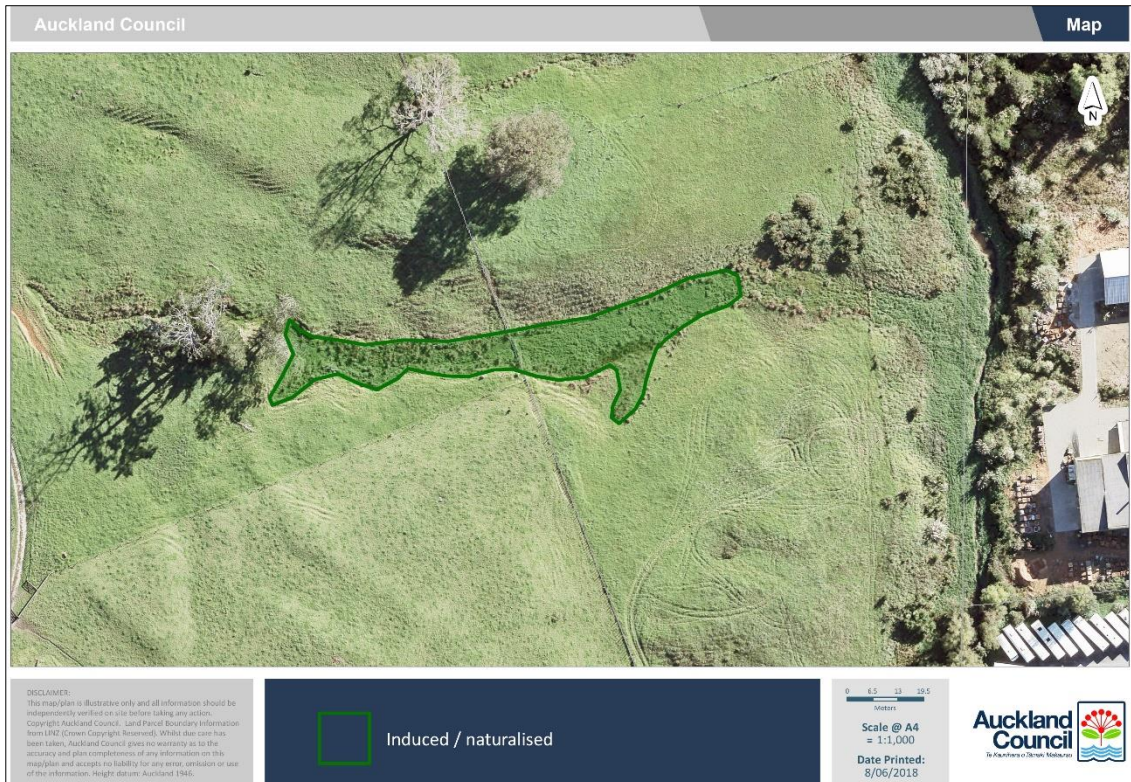 Auckland Council
Map
N
DISCLAIMER:
This map/plan is illustrative only and all information should be
independently verified on site before taking any action.
Copyright Auckland Council. Land Parcel Boundary information
from LINZ (Crown Copyright Reserved). Whilst due care has
been taken, Auckland Council gives no warranty as to the
accuracy and plan completeness of any information on this
map/plan and accepts no liability for any error, omission or use
of the information. Height datum: Auckland 1946.
Induced / naturalised
0 6.5 13 19.5
Meters
Scale @ A4
= 1:1,000
Date Printed:
8/06/2018
Auckland
Council
Te Kaunihera o Tāmaki Makaurau